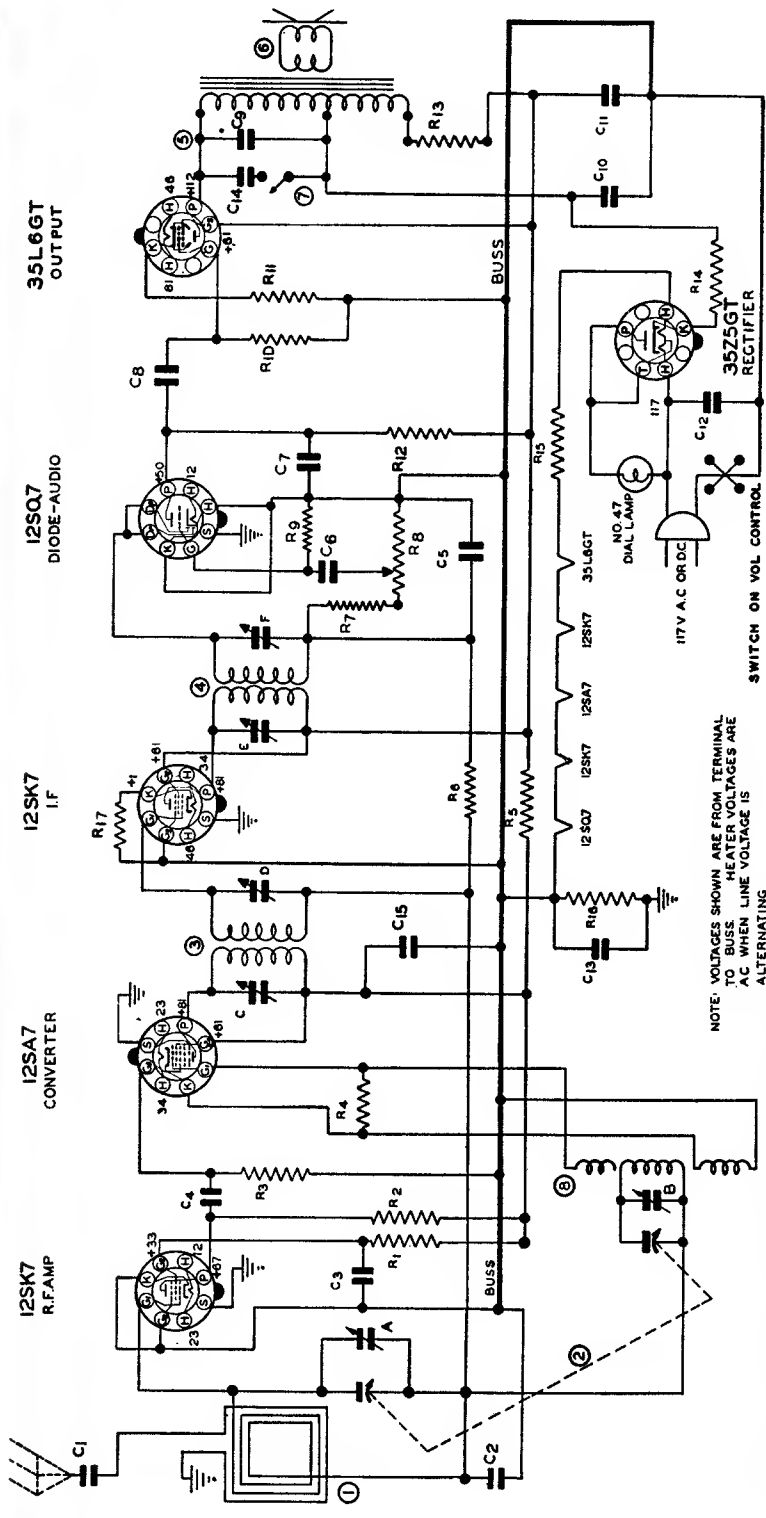 12SK7
R.F. AMP
12SA7
CONVERTER
12SK7
I.F
12SQ7
DIODE-AUDIO
35L6GT
OUTPUT
C1
1
C2
23
G
K
+33
H
12
P
+67
S
H
C4
R3
R2
R1
C3
A
2
BUSS
34
H
K
S
H
23
P
+81
R4
8
B
3
C
D
C15
R17
+1
K
+81
H
34
P
+81
S
H
46
4
E
F
R6
R5
R7
R8
C6
R9
C5
+50
P
H
12
H
S
G
K
C7
R12
C8
R10
R11
81
H
K
H
46
P
+112
G
+81
5
C14
C9
7
6
R13
BUSS
C10
C11
C13
R16
12SQ7
12SK7
12SA7
12SK7
35L6GT
R15
NO. 47
DIAL LAMP
117V A.C OR D.C.
C12
117
H
T
P
H
K
R14
35Z5GT
RECTIFIER
SWITCH ON VOL CONTROL
NOTE: VOLTAGES SHOWN ARE FROM TERMINAL
TO BUSS. HEATER VOLTAGES ARE
AC WHEN LINE VOLTAGE IS
ALTERNATING